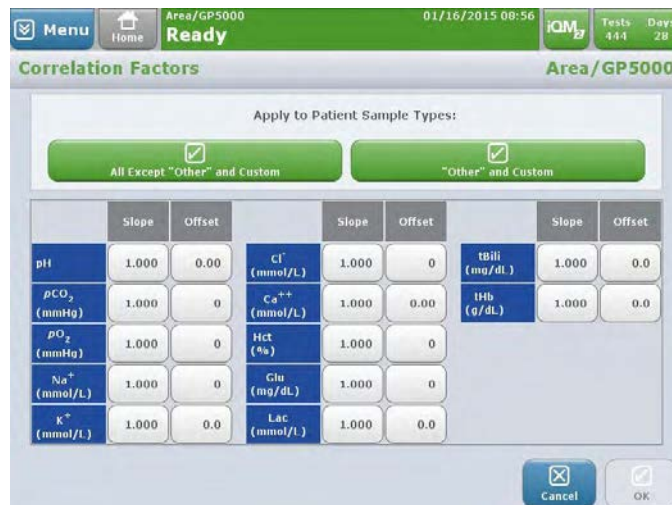 Menu
Home
Area/GP5000
Ready
01/16/2015 08:56
iQM2
Tests 444
Days 28
Correlation Factors
Area/GP5000
Apply to Patient Sample Types:
All Except "Other" and Custom
"Other" and Custom
Slope Offset Slope Offset Slope Offset
pH 1.000 0.00 Cl⁻ (mmol/L) 1.000 0 tBili (mg/dL) 1.000 0.0
pCO₂ (mmHg) 1.000 0 Ca⁺⁺ (mmol/L) 1.000 0.00 tHb (g/dL) 1.000 0.0
pO₂ (mmHg) 1.000 0 Hct (%) 1.000 0
Na⁺ (mmol/L) 1.000 0 Glu (mg/dL) 1.000 0
K⁺ (mmol/L) 1.000 0.0 Lac (mmol/L) 1.000 0.0
Cancel
OK